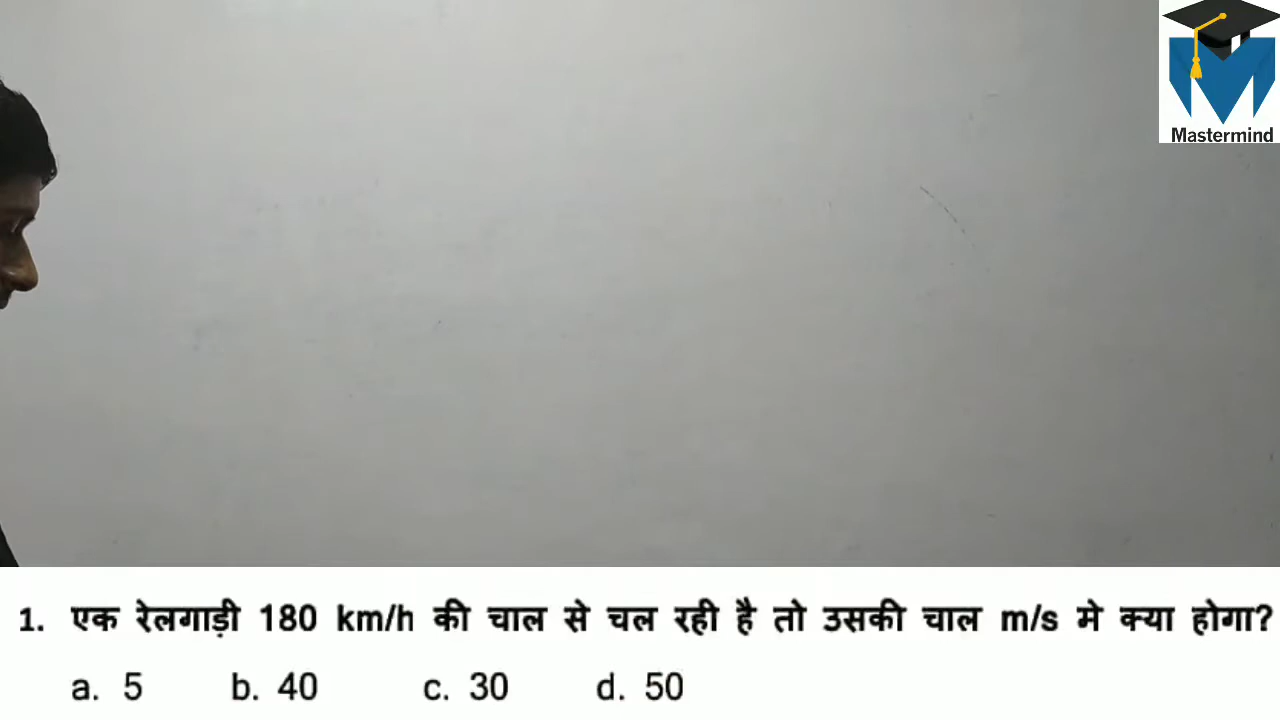 Mastermind
1. एक रेलगाड़ी 180 km/h की चाल से चल रही है तो उसकी चाल m/s मे क्या होगा?
a. 5 b. 40 c. 30 d. 50